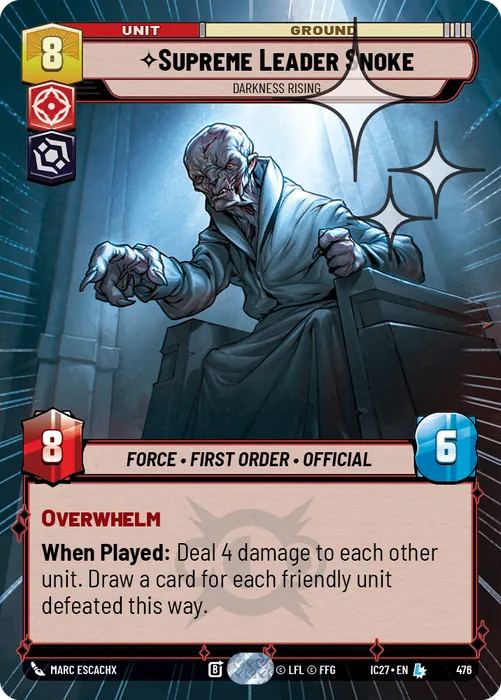 UNIT
GROUND
8
✧SUPREME LEADER SNOKE
DARKNESS RISING
8
FORCE • FIRST ORDER • OFFICIAL
6
OVERWHELM
When Played: Deal 4 damage to each other
unit. Draw a card for each friendly unit
defeated this way.
MARC ESCACHX
B
© LFL © FFG
IC27 • EN
476